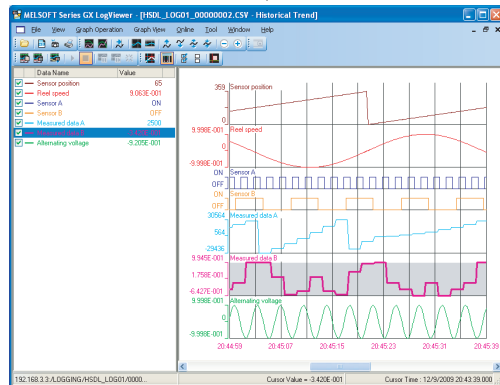 MELSOFT Series GX LogViewer - [HSDL_LOG01_00000002.CSV - Historical Trend]
File View Graph Operation Graph View Online Tool Window Help
Data Name Value
Sensor position 65
Reel speed 9.063E-001
Sensor A ON
Sensor B OFF
Measured data A 2500
Alternating voltage -9.205E-001
359 Sensor position
0
9.998E-001 Reel speed
0
-9.998E-001
ON Sensor A
OFF
ON Sensor B
OFF
30564 Measured data A
564
-29436
9.945E-001 Measured data B
1.758E-001
-6.427E-001
9.998E-001 Alternating voltage
0
-9.998E-001
20:44:59 20:45:07 20:45:15 20:45:23 20:45:31 20:45:39
192.168.3.3:/LOGGING/HSDL_LOG01/0000... Cursor Value = -3.420E-001 Cursor Time : 12/9/2009 20:43:39.000